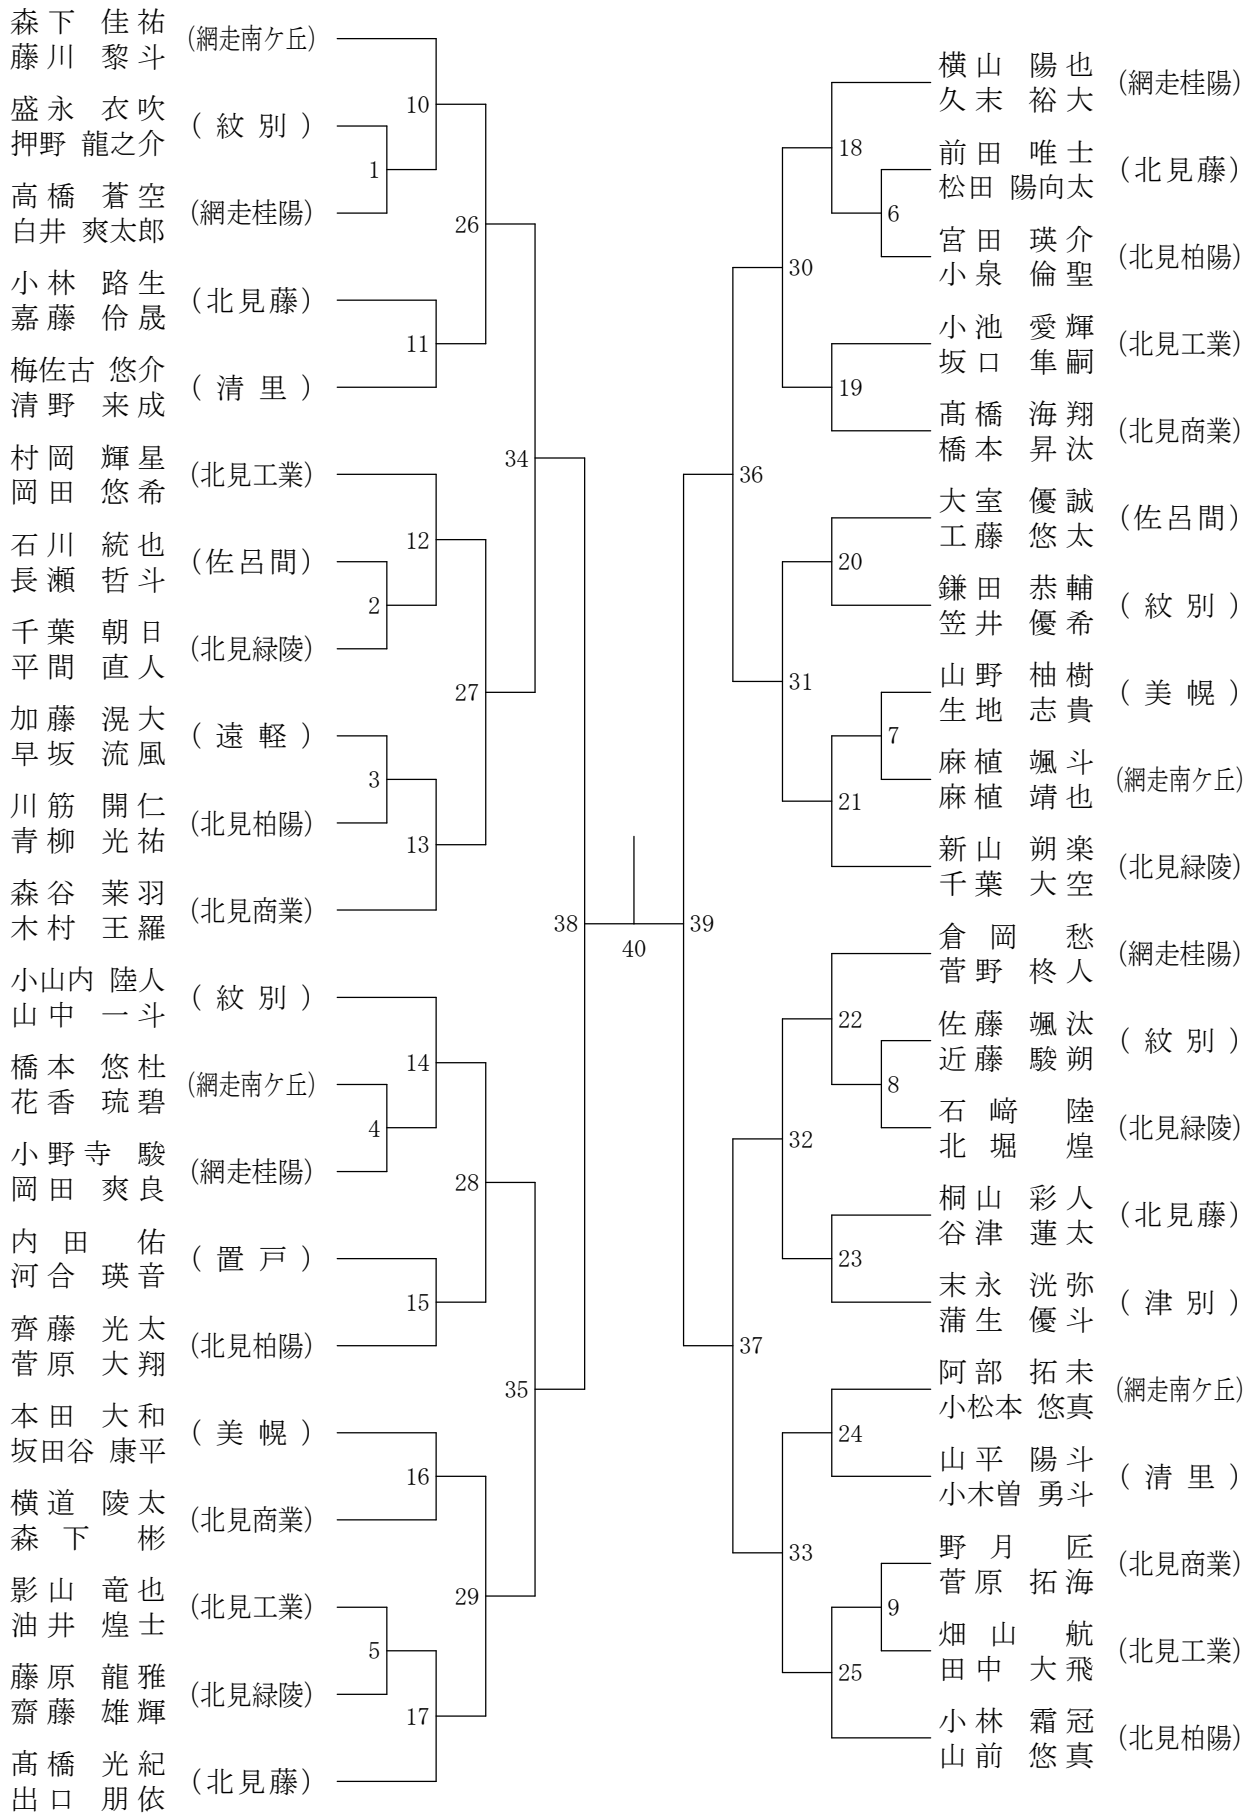 森下 佳祐
藤川 黎斗
(網走南ケ丘)
盛永 衣吹
押野 龍之介
(紋別)
高橋 蒼空
白井 爽太郎
(網走桂陽)
小林 路生
嘉藤 伶晟
(北見藤)
梅佐古 悠介
清野 来成
(清里)
村岡 輝星
岡田 悠希
(北見工業)
石川 統也
長瀬 哲斗
(佐呂間)
千葉 朝日
平間 直人
(北見緑陵)
加藤 滉大
早坂 流風
(遠軽)
川筋 開仁
青柳 光祐
(北見柏陽)
森谷 莱羽
木村 王羅
(北見商業)
小山内 陸人
山中 一斗
(紋別)
橋本 悠杜
花香 琉碧
(網走南ケ丘)
小野寺 駿
岡田 爽良
(網走桂陽)
内田 佑
河合 瑛音
(置戸)
齊藤 光太
菅原 大翔
(北見柏陽)
本田 大和
坂田谷 康平
(美幌)
横道 陵太
森下 彬
(北見商業)
影山 竜也
油井 煌士
(北見工業)
藤原 龍雅
齋藤 雄輝
(北見緑陵)
髙橋 光紀
出口 朋依
(北見藤)
1
2
3
4
5
10
11
12
13
14
15
16
17
26
27
28
29
34
35
38
40
39
36
37
30
31
32
33
18
19
20
21
22
23
24
25
6
7
8
9
横山 陽也
久末 裕大
(網走桂陽)
前田 唯士
松田 陽向太
(北見藤)
宮田 瑛介
小泉 倫聖
(北見柏陽)
小池 愛輝
坂口 隼嗣
(北見工業)
髙橋 海翔
橋本 昇汰
(北見商業)
大室 優誠
工藤 悠太
(佐呂間)
鎌田 恭輔
笠井 優希
(紋別)
山野 柚樹
生地 志貴
(美幌)
麻植 颯斗
麻植 靖也
(網走南ケ丘)
新山 朔楽
千葉 大空
(北見緑陵)
倉岡 愁
菅野 柊人
(網走桂陽)
佐藤 颯汰
近藤 駿朔
(紋別)
石﨑 陸
北堀 煌
(北見緑陵)
桐山 彩人
谷津 蓮太
(北見藤)
末永 洸弥
蒲生 優斗
(津別)
阿部 拓未
小松本 悠真
(網走南ケ丘)
山平 陽斗
小木曽 勇斗
(清里)
野月 匠
菅原 拓海
(北見商業)
畑山 航
田中 大飛
(北見工業)
小林 霜冠
山前 悠真
(北見柏陽)